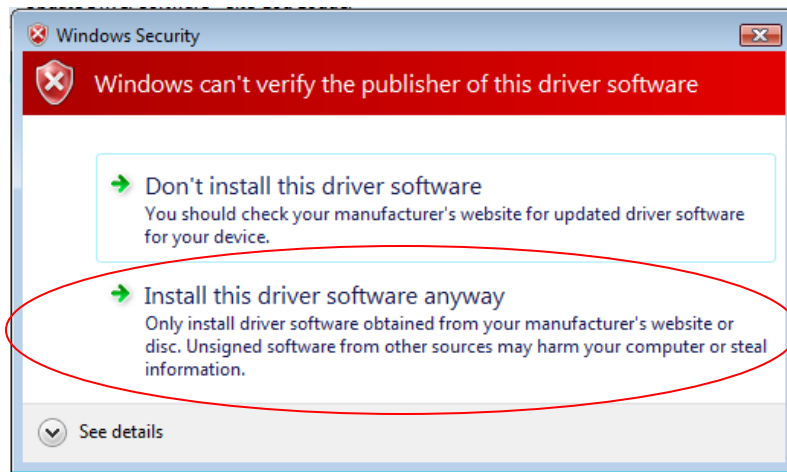 Windows Security
Windows can't verify the publisher of this driver software
Don't install this driver software
You should check your manufacturer's website for updated driver software
for your device.
Install this driver software anyway
Only install driver software obtained from your manufacturer's website or
disc. Unsigned software from other sources may harm your computer or steal
information.
See details